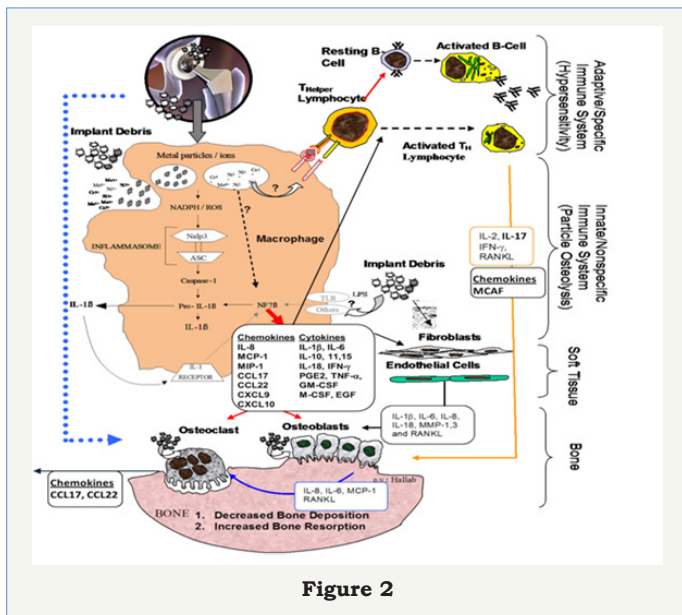 Resting B-
Cell
Activated B-Cell
THelper
Lymphocyte
Activated TH
Lymphocyte
Adaptive/Specific
Immune System
(Hypersensitivity)
Implant Debris
Metal particles / ions
?
?
NADPH / ROS
Macrophage
INFLAMMASOME
Nalp3
ASC
Caspase-1
IL-1ß
Pro- IL-1ß
NFkß
IL-1ß
IL-1
RECEPTOR
TLR
Others
LPS
?
Implant Debris
IL-2, IL-17
IFN-γ,
RANKL
Chemokines
MCAF
Innate/Nonspecific
Immune System
(Particle Osteolysis)
Chemokines
IL-8
MCP-1
MIP-1
CCL17
CCL22
CXCL9
CXCL10
Cytokines
IL-1β, IL-6
IL-10, 11,15
IL-18, IFN-γ
PGE2, TNF-α,
GM-CSF
M-CSF, EGF
Fibroblasts
Endothelial Cells
Soft Tissue
IL-1β, IL-6, IL-8,
IL-18, MMP-1,3
and RANKL
Osteoclast
Osteoblasts
Bone
Chemokines
CCL17, CCL22
IL-8, IL-6, MCP-1
RANKL
Hallab
BONE 1. Decreased Bone Deposition
2. Increased Bone Resorption
Figure 2